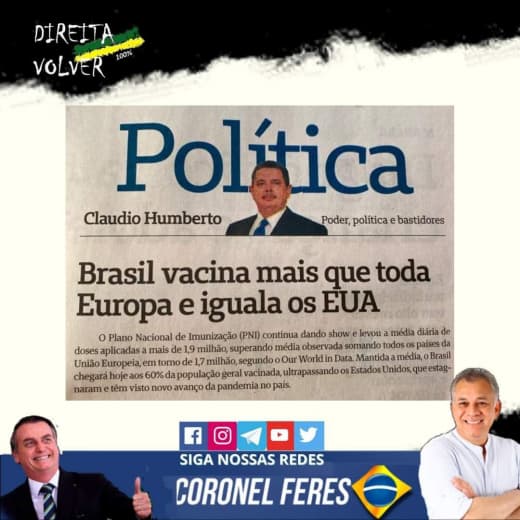 DIREITA
VOLVER
100%
Política
Claudio Humberto
Poder, política e bastidores
Brasil vacina mais que toda
Europa e iguala os EUA
O Plano Nacional de Imunização (PNI) continua dando show e levou a média diária de
doses aplicadas a mais de 1,9 milhão, superando média observada somando todos os países da
União Europeia, em torno de 1,7 milhão, segundo o Our World in Data. Mantida a média, o Brasil
chegará hoje aos 60% da população geral vacinada, ultrapassando os Estados Unidos, que estag-
naram e têm visto novo avanço da pandemia no país.
SIGA NOSSAS REDES
CORONEL FERES